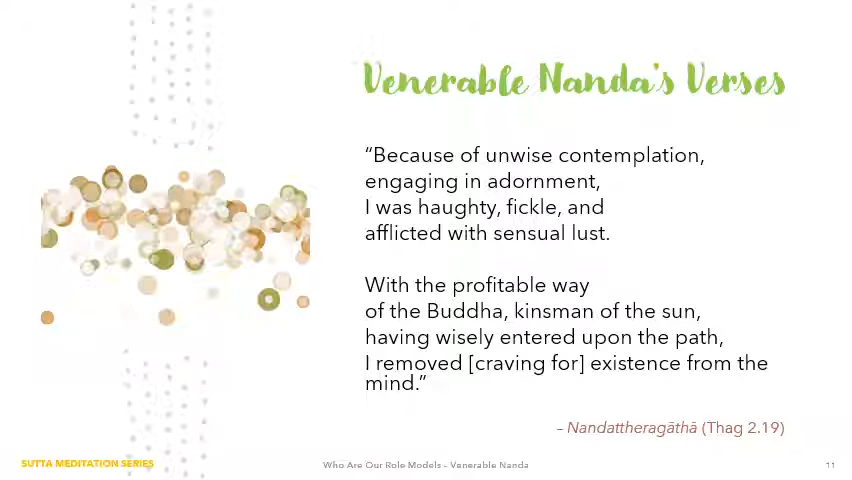 Venerable Nanda's Verses
“Because of unwise contemplation,
engaging in adornment,
I was haughty, fickle, and
afflicted with sensual lust.
With the profitable way
of the Buddha, kinsman of the sun,
having wisely entered upon the path,
I removed [craving for] existence from the
mind.”
– Nandattheragāthā (Thag 2.19)
SUTTA MEDITATION SERIES
Who Are Our Role Models – Venerable Nanda
11